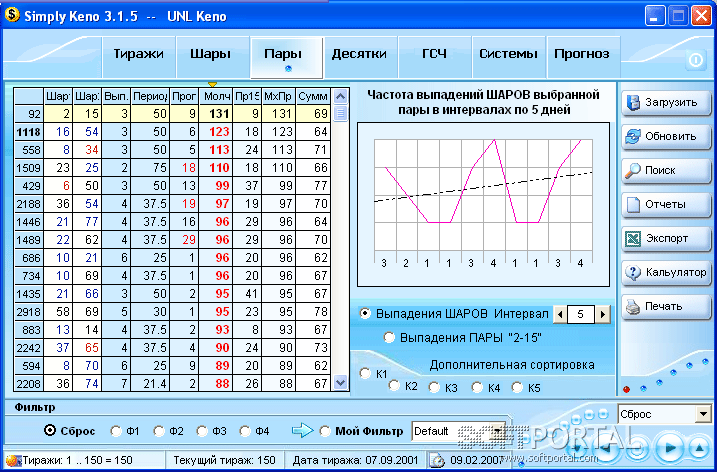 Simply Keno 3.1.5 -- UNL Keno
Тиражи Шары Пары Десятки ГСЧ Системы Прогноз
Шар Шар Вып. Период Прог Молч Пр15 МхПр Сумм
92 2 15 3 50 9 131 9 131 69
1118 16 54 3 50 6 123 18 123 64
558 8 34 3 50 5 113 24 113 71
1509 23 25 2 75 18 110 18 110 66
429 6 50 3 50 13 99 37 99 77
2188 36 54 4 37.5 19 97 19 97 70
1446 21 77 4 37.5 16 96 29 96 64
1489 22 62 4 37.5 29 96 29 96 70
686 10 21 6 25 1 96 20 96 62
734 10 69 4 37.5 1 96 16 96 67
1435 21 66 3 50 2 95 41 95 67
2918 58 69 5 30 1 95 23 95 78
883 13 14 4 37.5 2 93 8 93 67
2242 37 65 4 37.5 4 90 24 90 73
594 8 70 6 25 9 89 20 89 62
2208 36 74 7 21.4 2 88 26 88 67
Частота выпадений ШАРОВ выбранной
пары в интервалах по 5 дней
3 2 1 1 3 4 1 1 3 4
Выпадения ШАРОВ Интервал 5
Выпадения ПАРЫ "2-15"
Дополнительная сортировка
К1 К2 К3 К4 К5
Загрузить
Обновить
Поиск
Отчеты
Экспорт
Калькулятор
Печать
Фильтр
Сброс Ф1 Ф2 Ф3 Ф4 Мой Фильтр Default
Сброс
SOFTPORTAL
www.softportal.com
Тиражи: 1 .. 150 = 150 Текущий тираж: 150 Дата тиража: 07.09.2001 09.02.2007